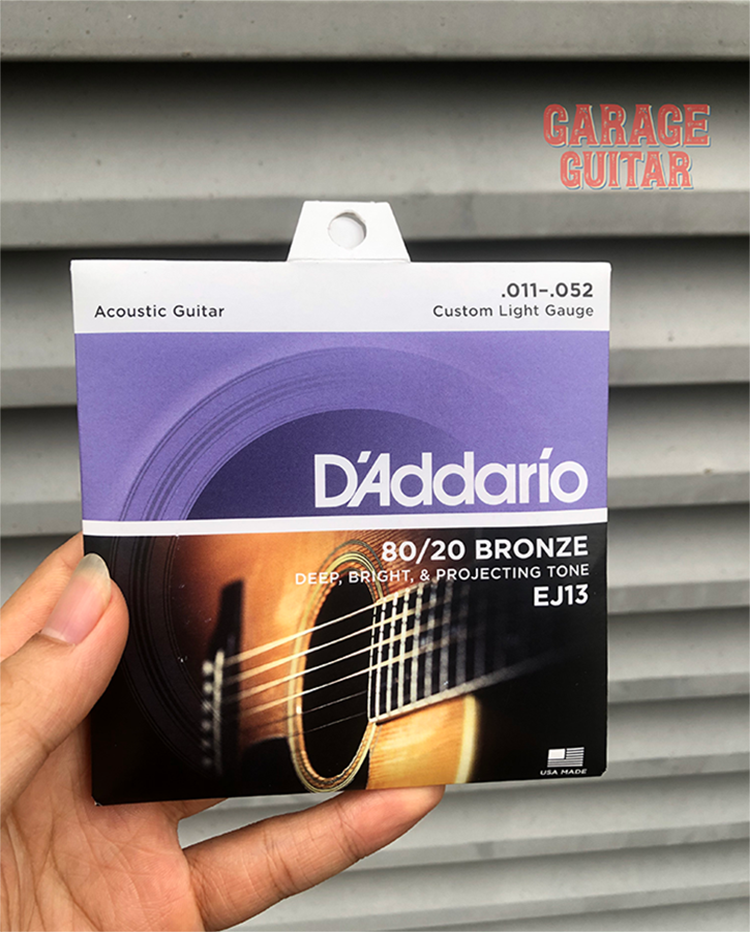 GARAGE
GUITAR
.011–.052
Acoustic Guitar
Custom Light Gauge
D'Addario
80/20 BRONZE
DEEP, BRIGHT, & PROJECTING TONE
EJ13
USA MADE